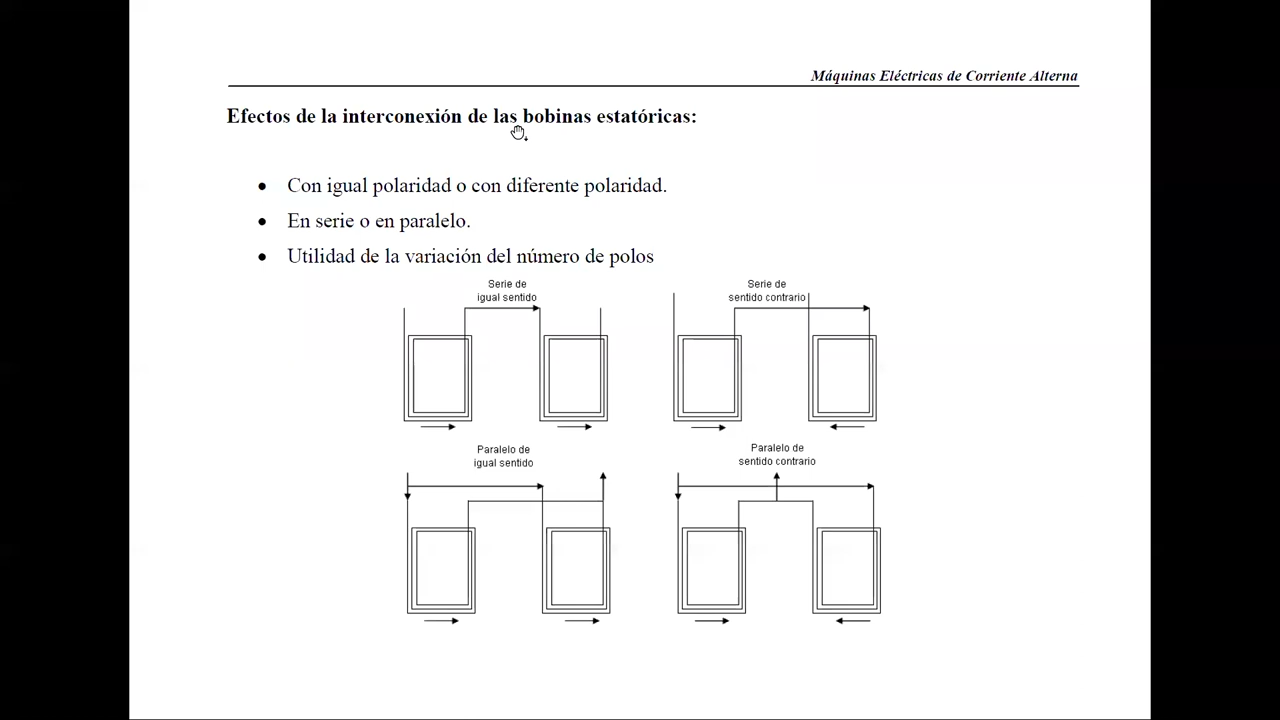 Máquinas Eléctricas de Corriente Alterna
Efectos de la interconexión de las bobinas estatóricas:
• Con igual polaridad o con diferente polaridad.
• En serie o en paralelo.
• Utilidad de la variación del número de polos
Serie de
igual sentido
Serie de
sentido contrario
Paralelo de
igual sentido
Paralelo de
sentido contrario